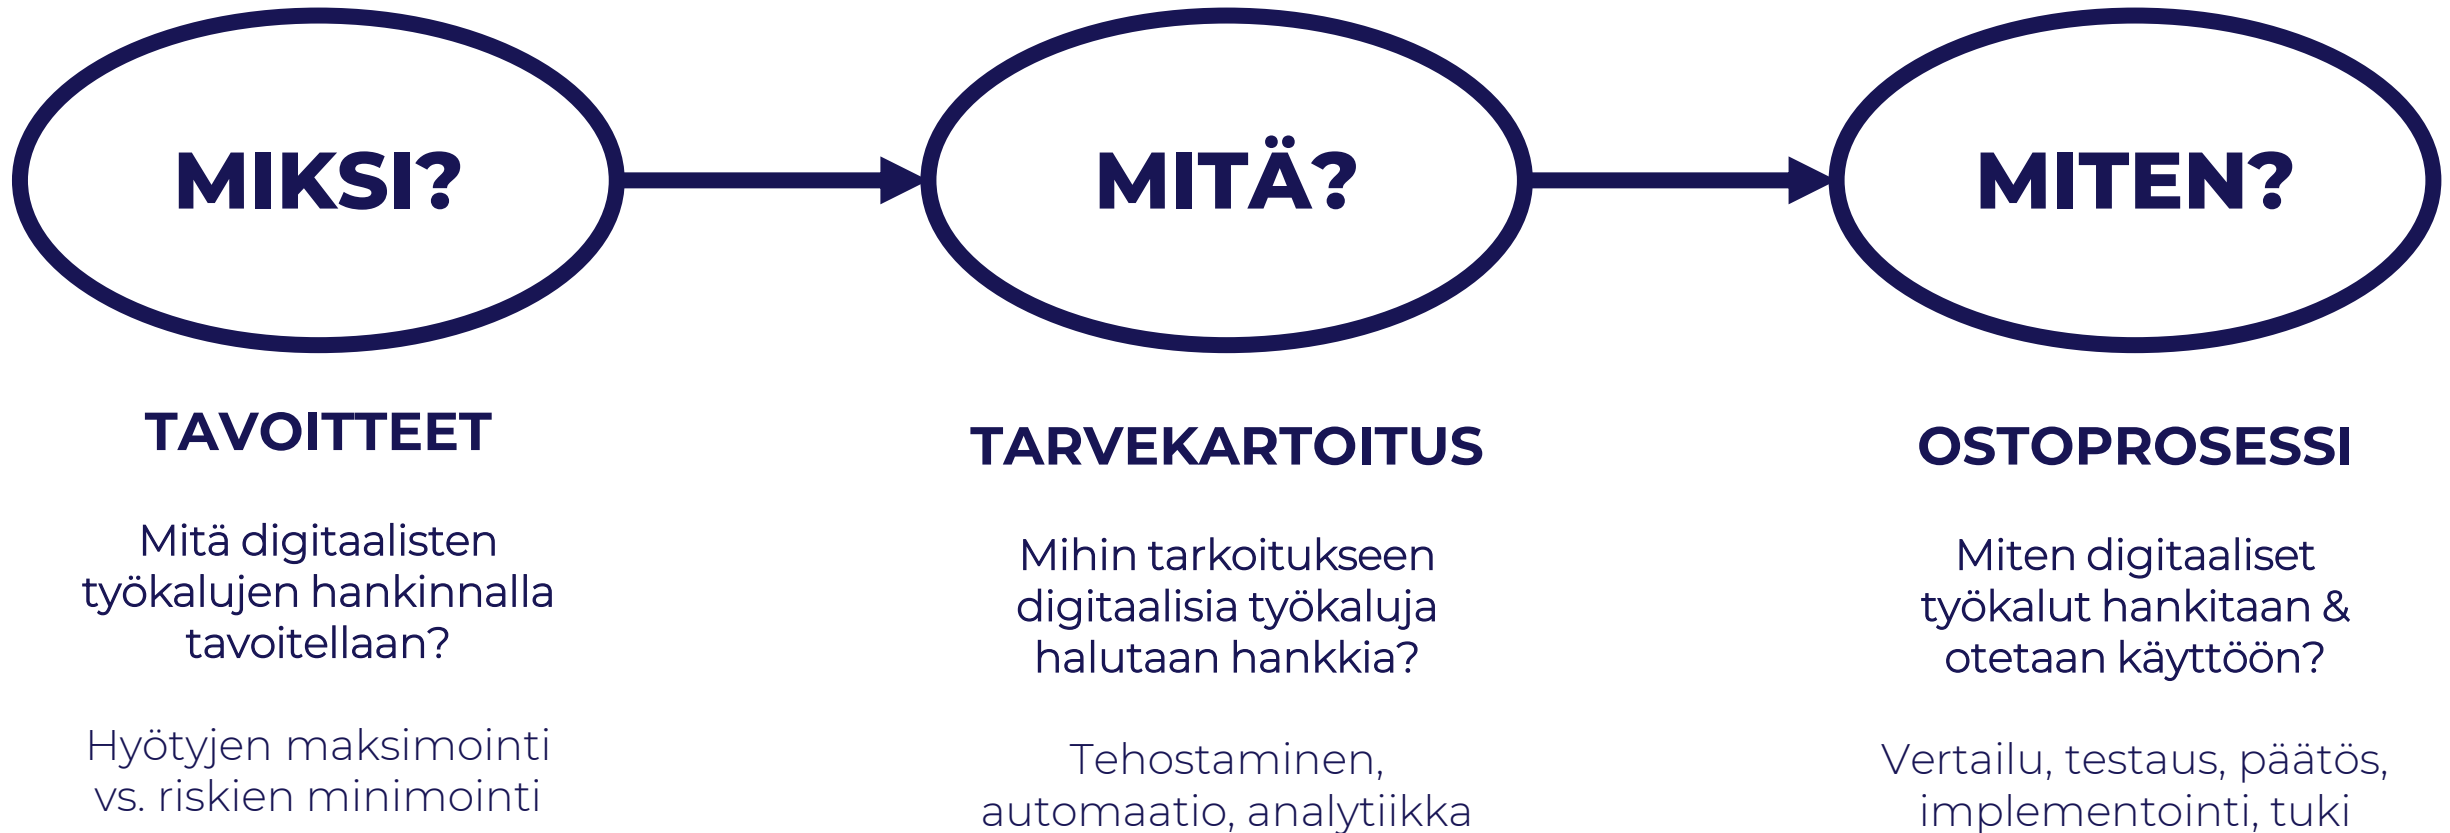 MIKSI?
MITÄ?
MITEN?
TAVOITTEET
Mitä digitaalisten
työkalujen hankinnalla
tavoitellaan?
Hyötyjen maksimointi
vs. riskien minimointi
TARVEKARTOITUS
Mihin tarkoitukseen
digitaalisia työkaluja
halutaan hankkia?
Tehostaminen,
automaatio, analytiikka
OSTOPROSESSI
Miten digitaaliset
työkalut hankitaan &
otetaan käyttöön?
Vertailu, testaus, päätös,
implementointi, tuki